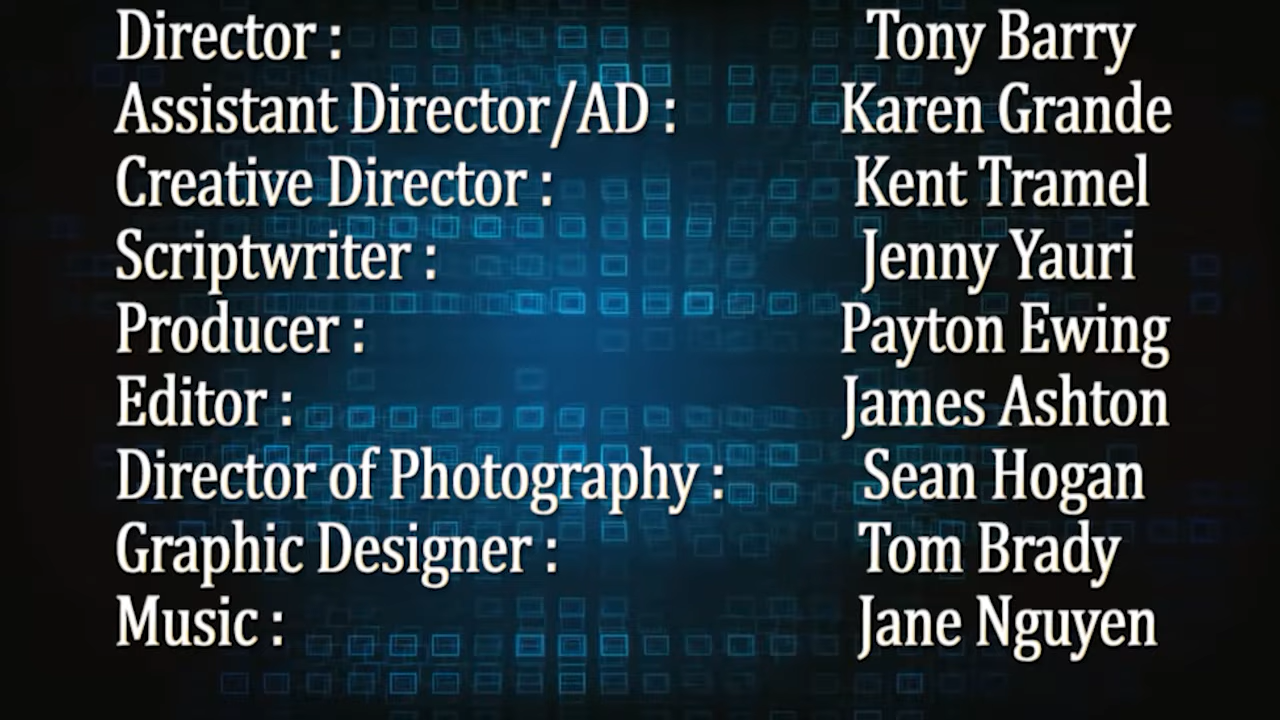 Director : Tony Barry
Assistant Director/AD : Karen Grande
Creative Director : Kent Tramel
Scriptwriter : Jenny Yauri
Producer : Payton Ewing
Editor : James Ashton
Director of Photography : Sean Hogan
Graphic Designer : Tom Brady
Music : Jane Nguyen